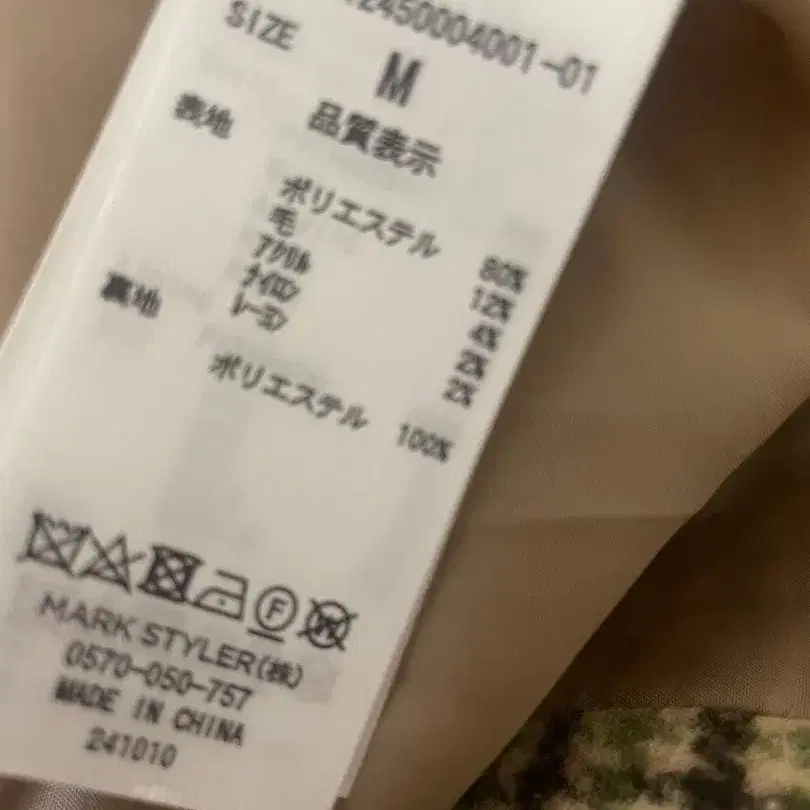 12450004001-01
SIZE
M
品質表示
表地
ポリエステル 80%
毛 12%
アクリル 4%
ナイロン 2%
レーヨン 2%
裏地
ポリエステル 100%
F
W
MARK STYLER(株)
0570-050-757
MADE IN CHINA
241010